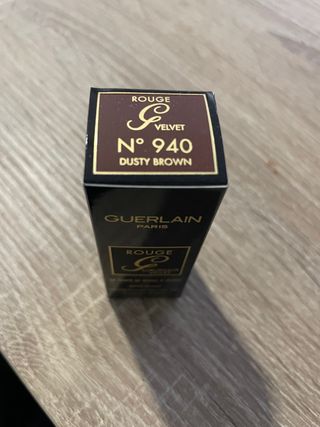 ROUGE
G
VELVET
N° 940
DUSTY BROWN
GUERLAIN
PARIS
ROUGE
G